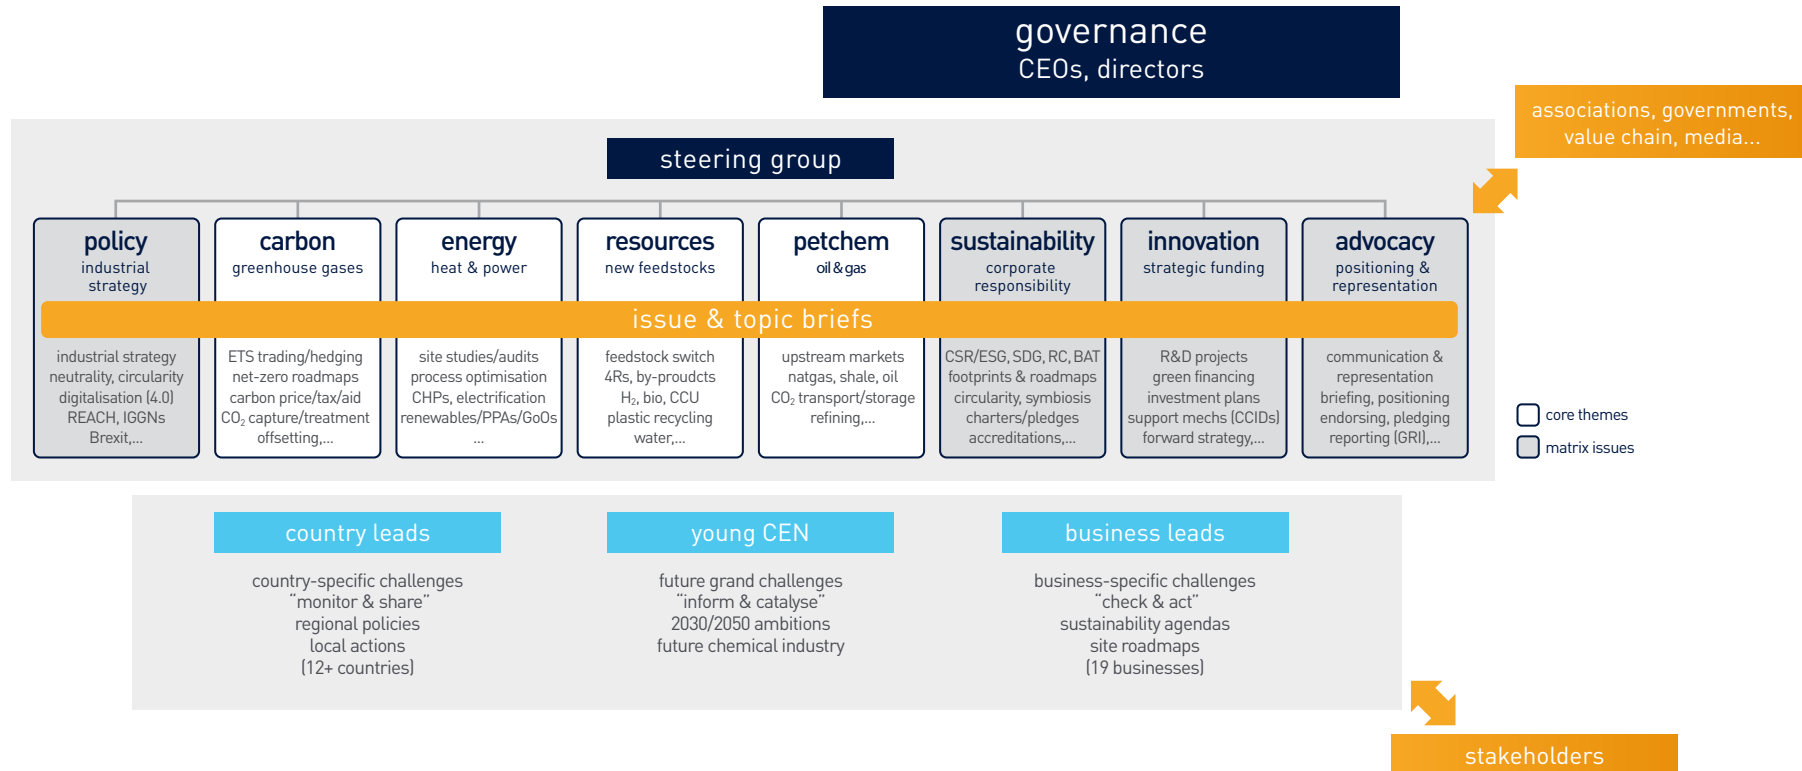 governance
CEOs, directors
associations, governments,
value chain, media...
steering group
policy
industrial
strategy
carbon
greenhouse gases
energy
heat & power
resources
new feedstocks
petchem
oil & gas
sustainability
corporate
responsibility
innovation
strategic funding
advocacy
positioning &
representation
issue & topic briefs
industrial strategy
neutrality, circularity
digitalisation (4.0)
REACH, IGGNs
Brexit,...
ETS trading/hedging
net-zero roadmaps
carbon price/tax/aid
CO₂ capture/treatment
offsetting,...
site studies/audits
process optimisation
CHPs, electrification
renewables/PPAs/GoOs
...
feedstock switch
4Rs, by-proudcts
H₂, bio, CCU
plastic recycling
water,...
upstream markets
natgas, shale, oil
CO₂ transport/storage
refining,...
CSR/ESG, SDG, RC, BAT
footprints & roadmaps
circularity, symbiosis
charters/pledges
accreditations,...
R&D projects
green financing
investment plans
support mechs (CCIDs)
forward strategy,...
communication &
representation
briefing, positioning
endorsing, pledging
reporting (GRI),...
core themes
matrix issues
country leads
country-specific challenges
“monitor & share”
regional policies
local actions
(12+ countries)
young CEN
future grand challenges
“inform & catalyse”
2030/2050 ambitions
future chemical industry
business leads
business-specific challenges
“check & act”
sustainability agendas
site roadmaps
(19 businesses)
stakeholders